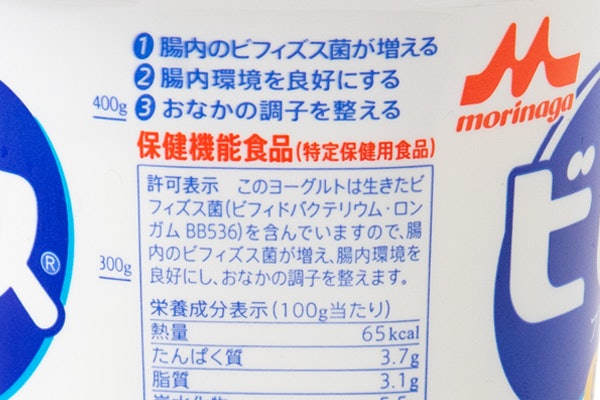 ❶腸内のビフィズス菌が増える
❷腸内環境を良好にする
❸おなかの調子を整える
400g
morinaga
保健機能食品(特定保健用食品)
許可表示 このヨーグルトは生きたビ
フィズス菌(ビフィドバクテリウム・ロン
ガム BB536)を含んでいますので、腸
内のビフィズス菌が増え、腸内環境を
良好にし、おなかの調子を整えます。
300g
ス®
ビ
栄養成分表示(100g当たり)
熱量 65kcal
たんぱく質 3.7g
脂質 3.1g